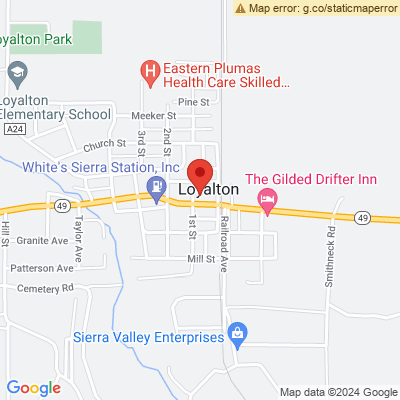 Map error: g.co/staticmaperror
Loyalton Park
Eastern Plumas
Health Care Skilled...
Loyalton
Elementary School
Pine St
Meeker St
A24
Church St
3rd St
2nd St
White's Sierra Station, Inc
Loyalton
The Gilded Drifter Inn
49
49
49
Hill St
Taylor Ave
Granite Ave
1st St
Railroad Ave
Smithneck Rd
Patterson Ave
Mill St
Cemetery Rd
Sierra Valley Enterprises
Google
Map data ©2024 Google